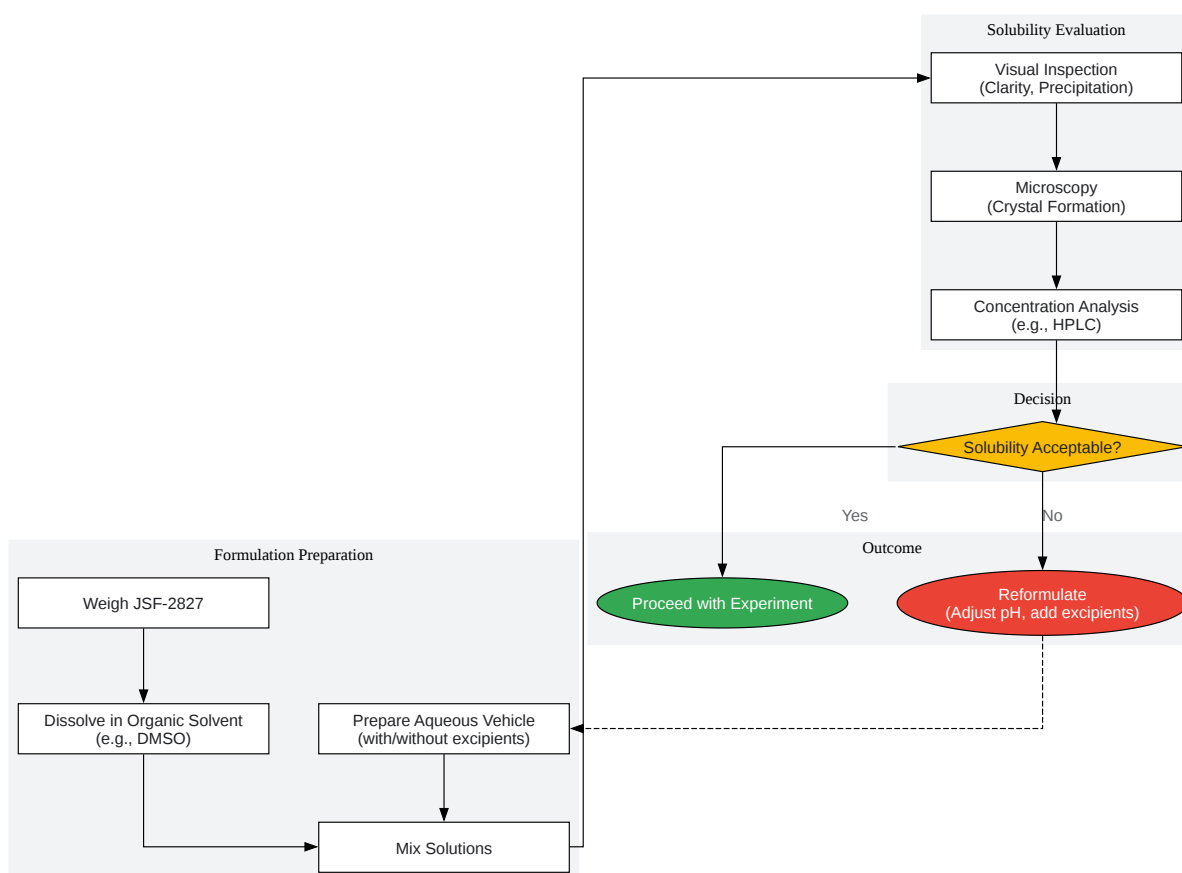 Solubility Evaluation
Visual Inspection
(Clarity, Precipitation)
Microscopy
(Crystal Formation)
Concentration Analysis
(e.g., HPLC)
Decision
Solubility Acceptable?
Yes
No
Outcome
Proceed with Experiment
Reformulate
(Adjust pH, add excipients)
Formulation Preparation
Weigh JSF-2827
Dissolve in Organic Solvent
(e.g., DMSO)
Prepare Aqueous Vehicle
(with/without excipients)
Mix Solutions